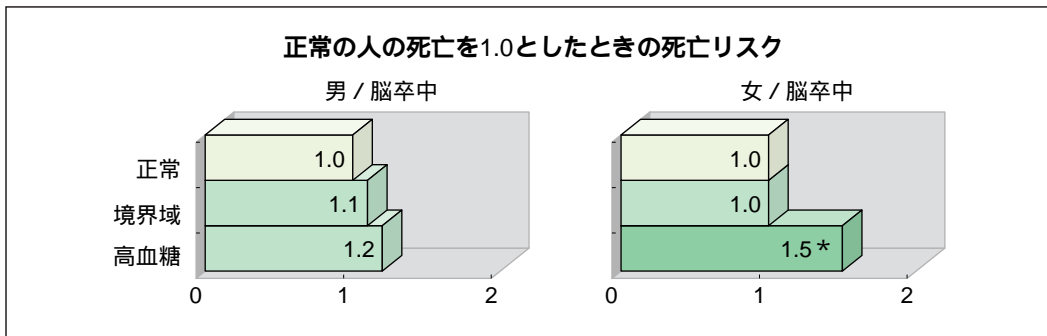 正常の人の死亡を1.0としたときの死亡リスク
男 / 脳卒中
正常
1.0
境界域
1.1
高血糖
1.2
0 1 2
女 / 脳卒中
1.0
1.0
1.5*
0 1 2